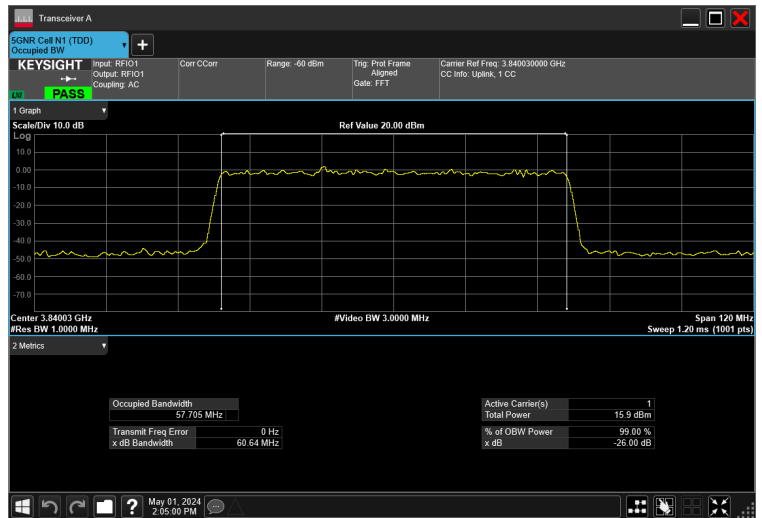 Transceiver A
5GNR Cell N1 (TDD)
Occupied BW
KEYSIGHT
LXI
PASS
Input: RFIO1
Output: RFIO1
Coupling: AC
Corr CCorr
Range: -60 dBm
Trig: Prot Frame
Aligned
Gate: FFT
Carrier Ref Freq: 3.840030000 GHz
CC Info: Uplink, 1 CC
1 Graph
Scale/Div 10.0 dB
Ref Value 20.00 dBm
Log
10.0
0.00
-10.0
-20.0
-30.0
-40.0
-50.0
-60.0
-70.0
Center 3.84003 GHz
#Video BW 3.0000 MHz
Span 120 MHz
#Res BW 1.0000 MHz
Sweep 1.20 ms (1001 pts)
2 Metrics
Occupied Bandwidth
57.705 MHz
Transmit Freq Error 0 Hz
x dB Bandwidth 60.64 MHz
Active Carrier(s) 1
Total Power 15.9 dBm
% of OBW Power 99.00 %
x dB -26.00 dB
May 01, 2024
2:05:00 PM